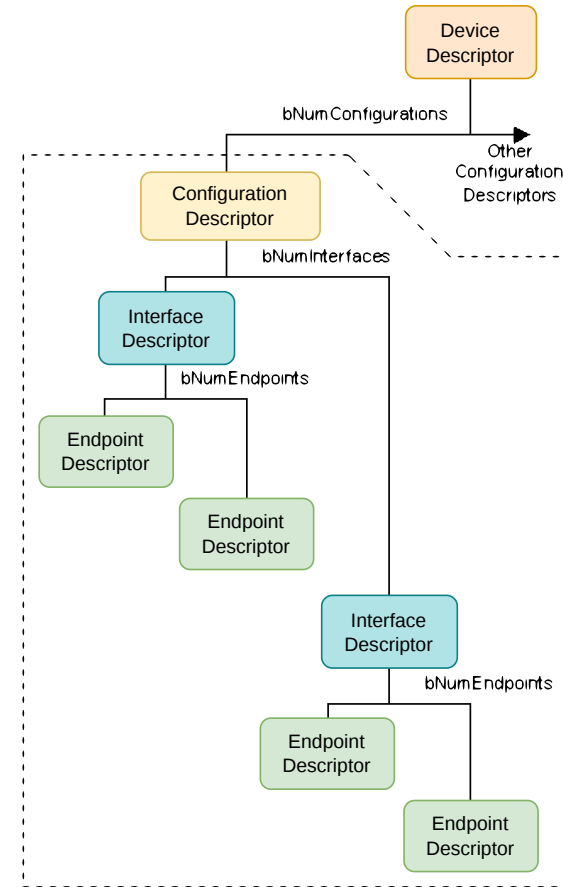 Device
Descriptor
bNumConfigurations
Other
Configuration
Descriptors
Configuration
Descriptor
bNumInterfaces
Interface
Descriptor
bNumEndpoints
Endpoint
Descriptor
Endpoint
Descriptor
Interface
Descriptor
bNumEndpoints
Endpoint
Descriptor
Endpoint
Descriptor